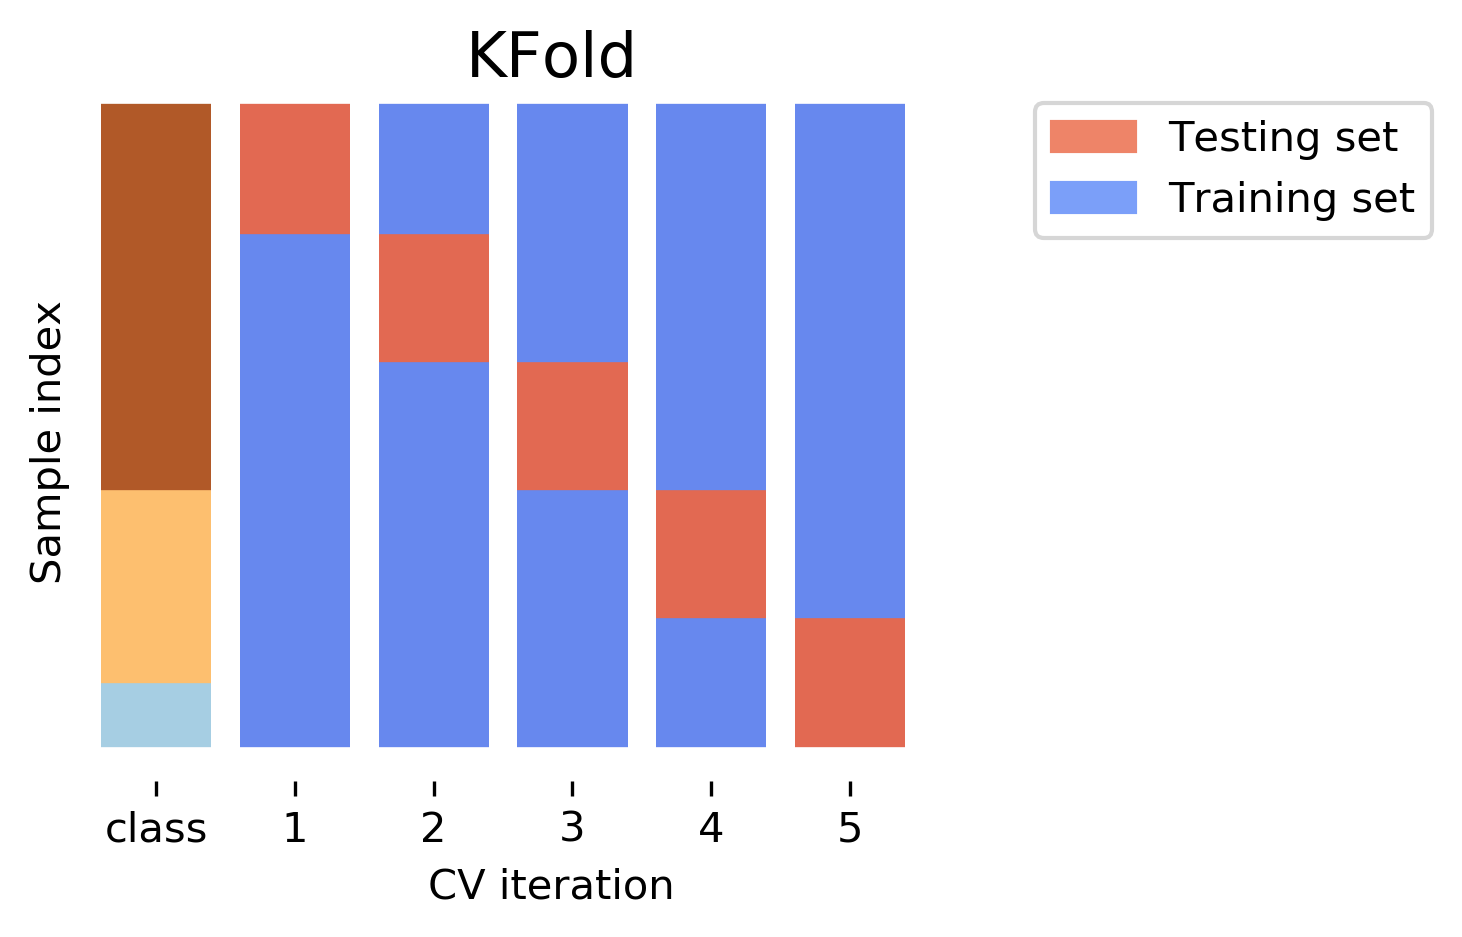 KFold
Testing set
Training set
Sample index
class 1 2 3 4 5
CV iteration